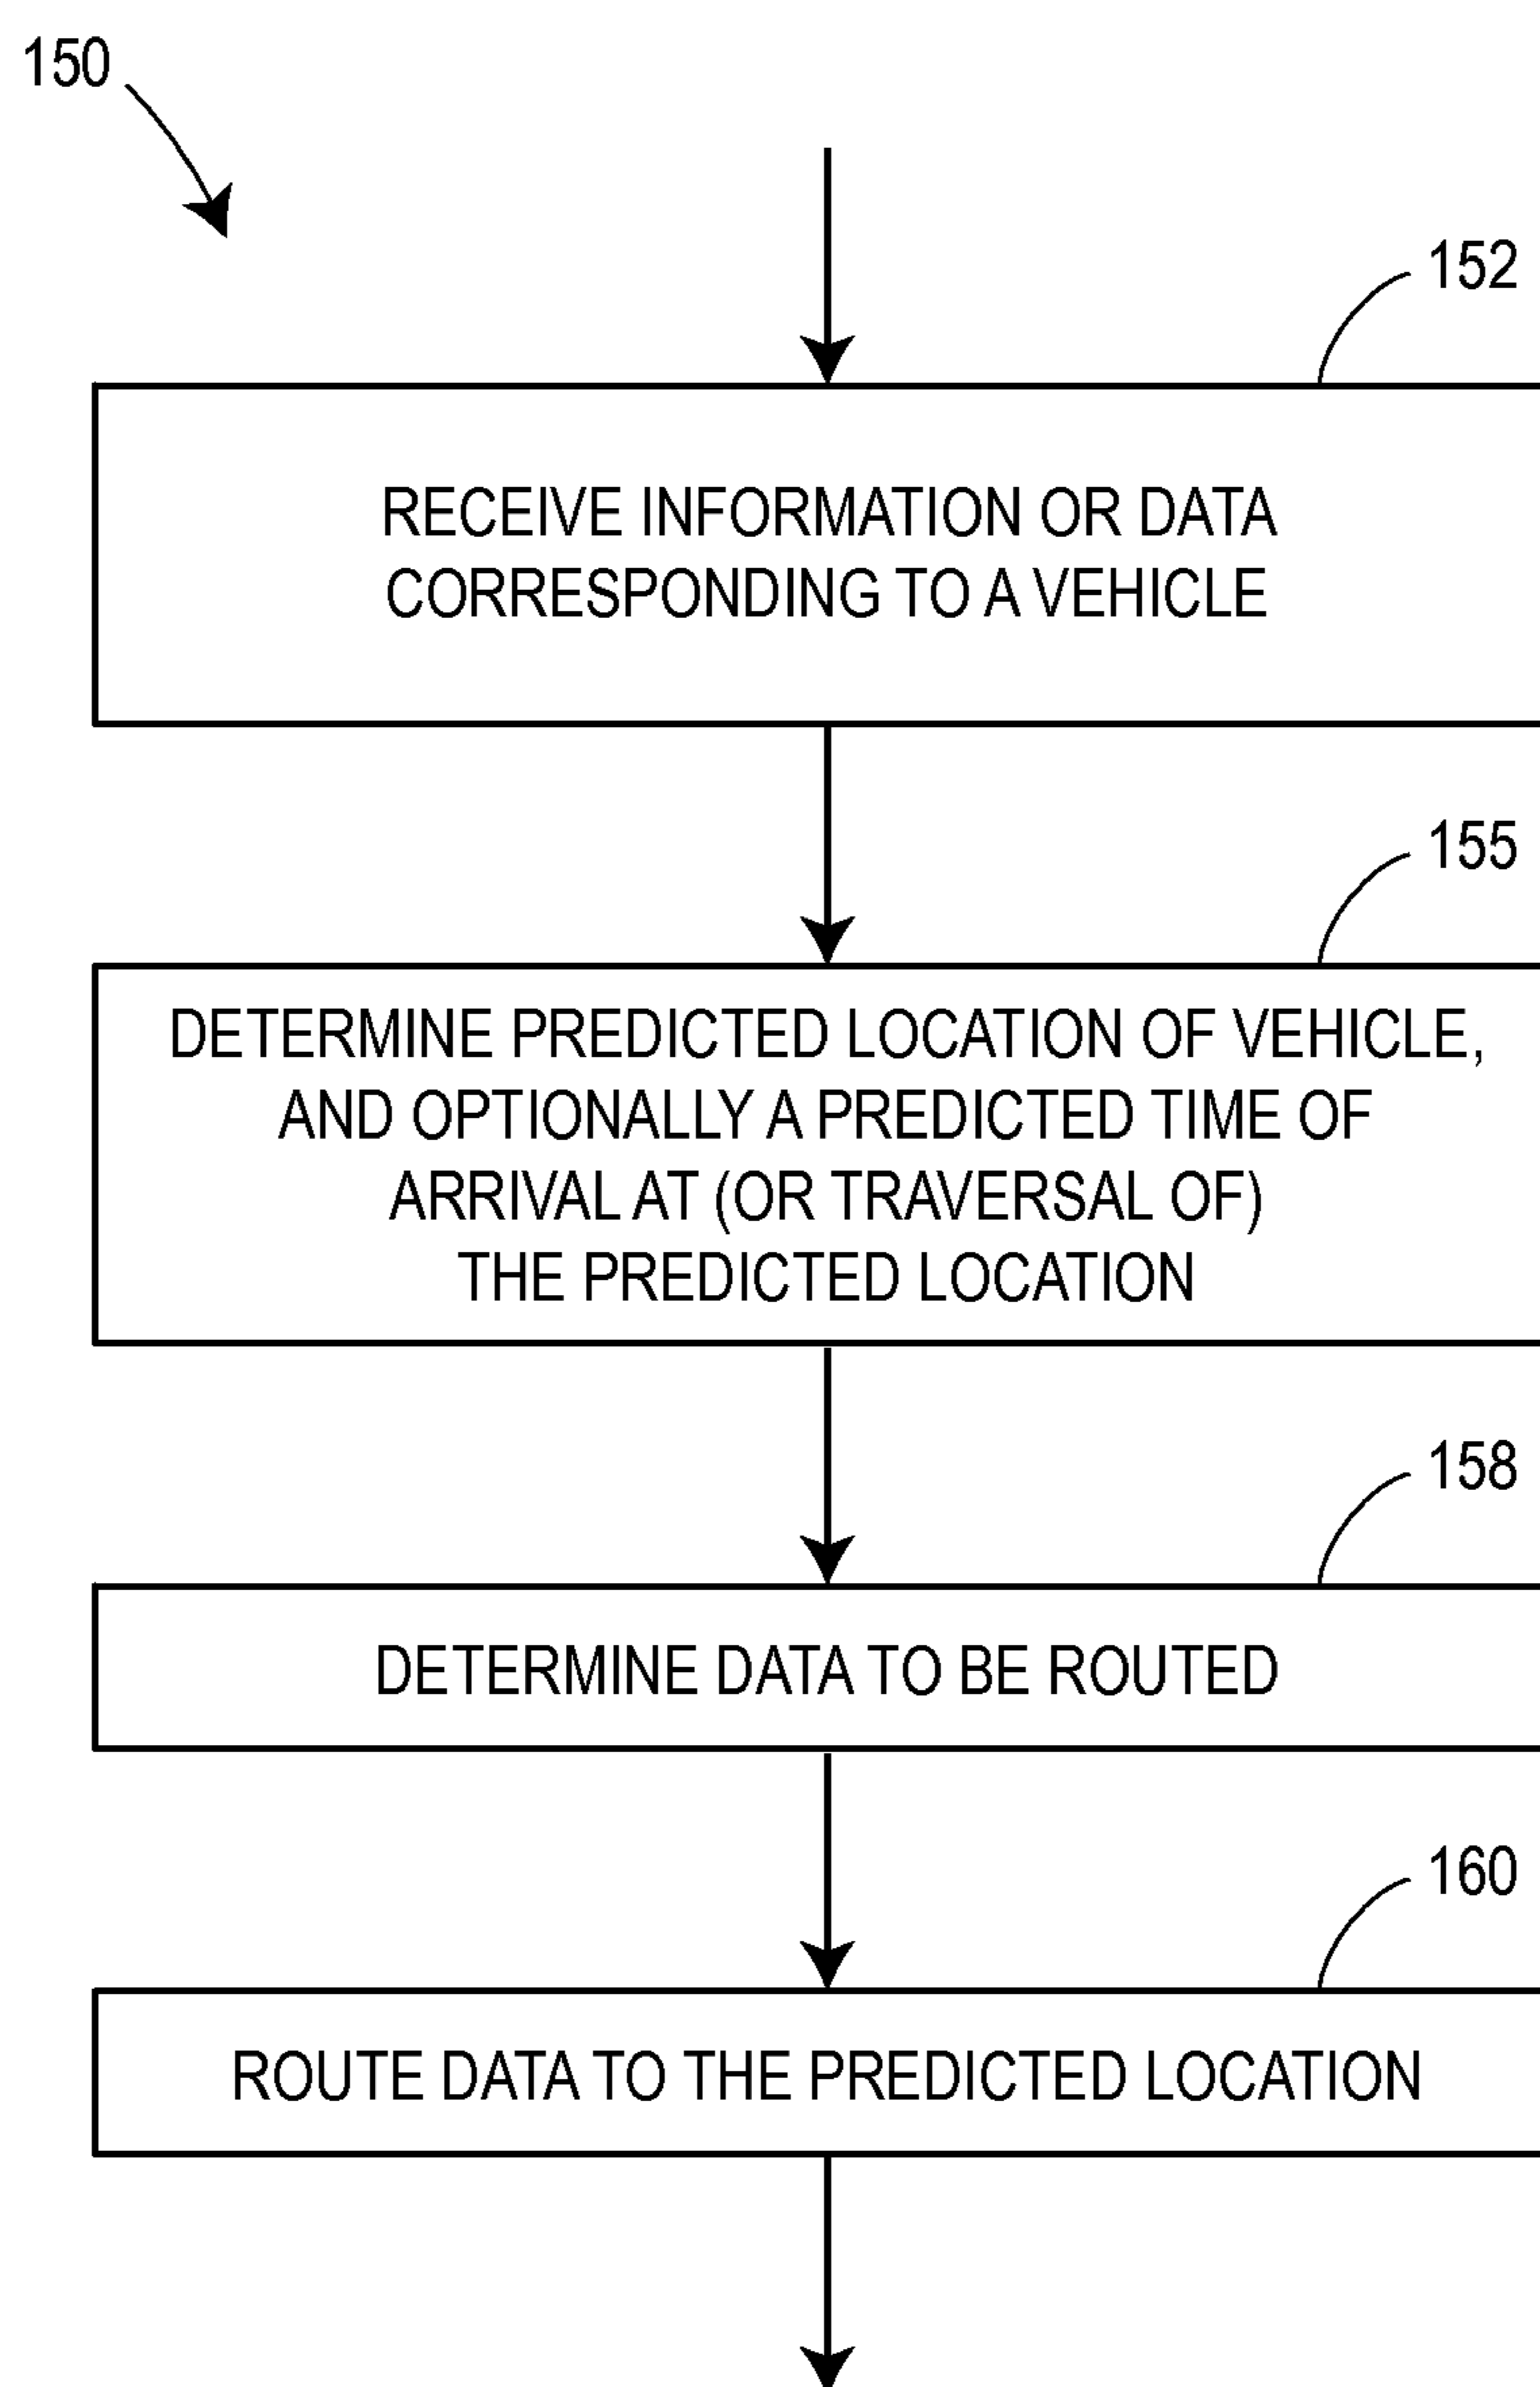 150
152
RECEIVE INFORMATION OR DATA
CORRESPONDING TO A VEHICLE
155
DETERMINE PREDICTED LOCATION OF VEHICLE,
AND OPTIONALLY A PREDICTED TIME OF
ARRIVAL AT (OR TRAVERSAL OF)
THE PREDICTED LOCATION
158
DETERMINE DATA TO BE ROUTED
160
ROUTE DATA TO THE PREDICTED LOCATION